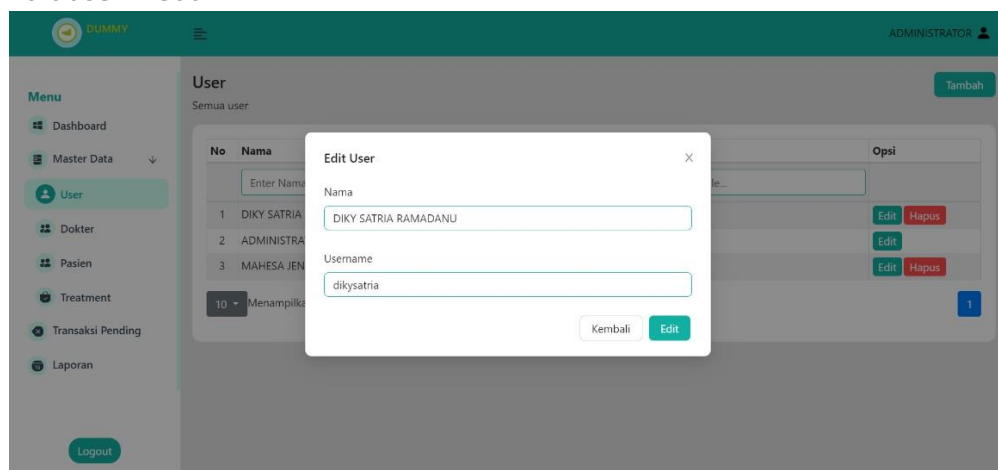 DUMMY
ADMINISTRATOR
Menu
Dashboard
Master Data
User
Dokter
Pasien
Treatment
Transaksi Pending
Laporan
Logout
User
Semua user
Tambah
No Nama Opsi
Enter Nama le...
1 DIKY SATRIA Edit Hapus
2 ADMINISTRA Edit
3 MAHESA JEN Edit Hapus
10 Menampilka 1
Edit User
Nama
DIKY SATRIA RAMADANU
Username
dikysatria
Kembali Edit